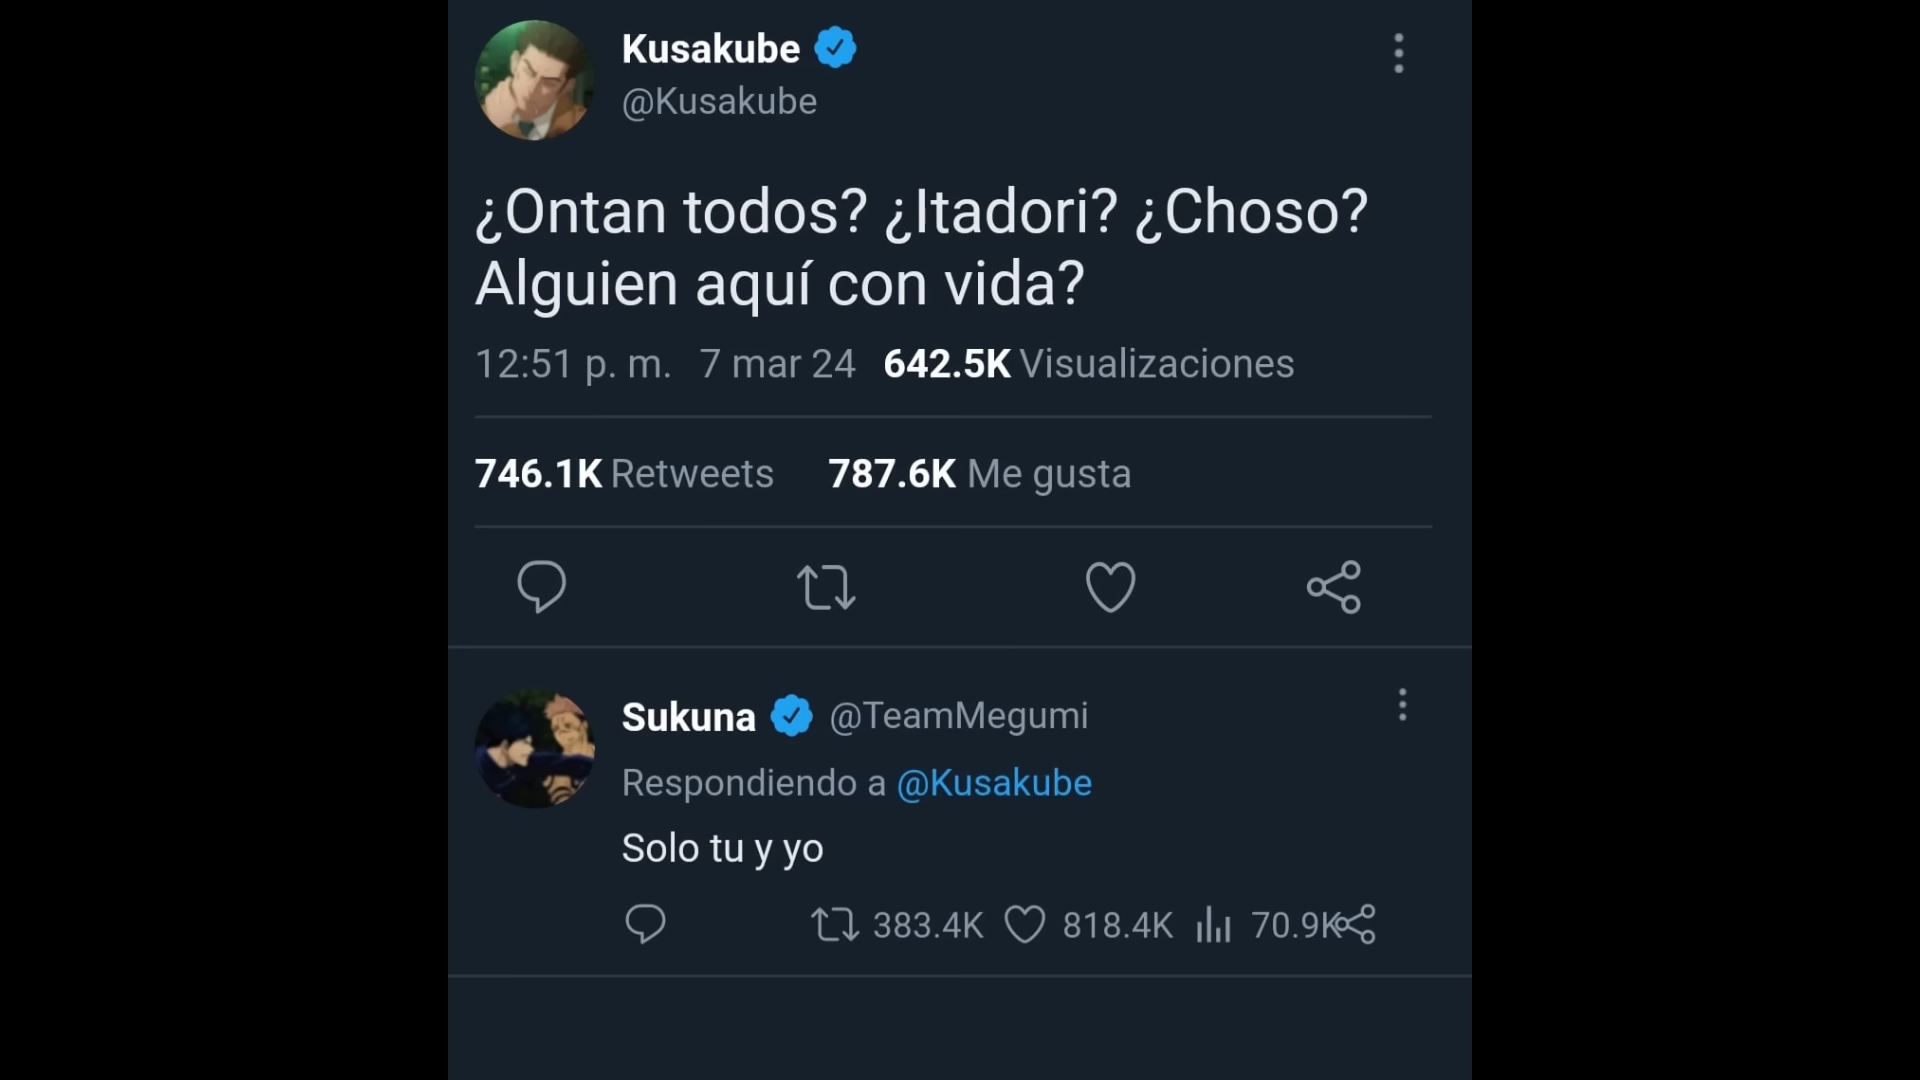 Kusakube
@Kusakube
¿Ontan todos? ¿Itadori? ¿Choso?
Alguien aquí con vida?
12:51 p. m. 7 mar 24 642.5K Visualizaciones
746.1K Retweets 787.6K Me gusta
Sukuna @TeamMegumi
Respondiendo a @Kusakube
Solo tu y yo
383.4K 818.4K 70.9K